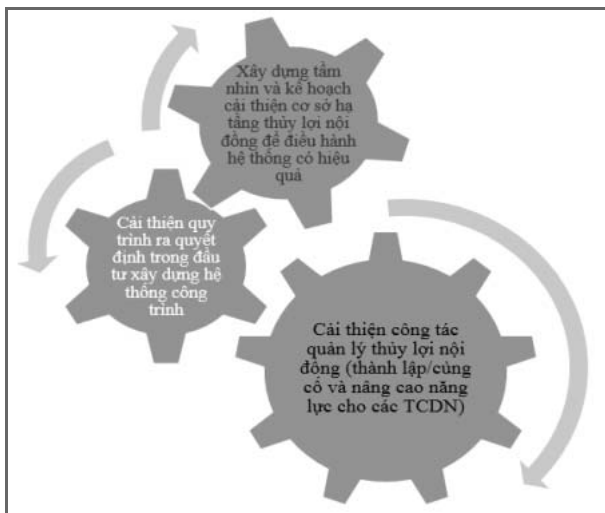 Xây dựng tầm
nhìn và kế hoạch
cải thiện cơ sở hạ
tầng thủy lợi nội
đồng để điều hành
hệ thống có hiệu
quả
Cải thiện quy
trình ra quyết
định trong đầu
tư xây dựng hệ
thống công
trình
Cải thiện công tác
quản lý thủy lợi nội
đồng (thành lập/củng
cố và nâng cao năng
lực cho các TCDN)